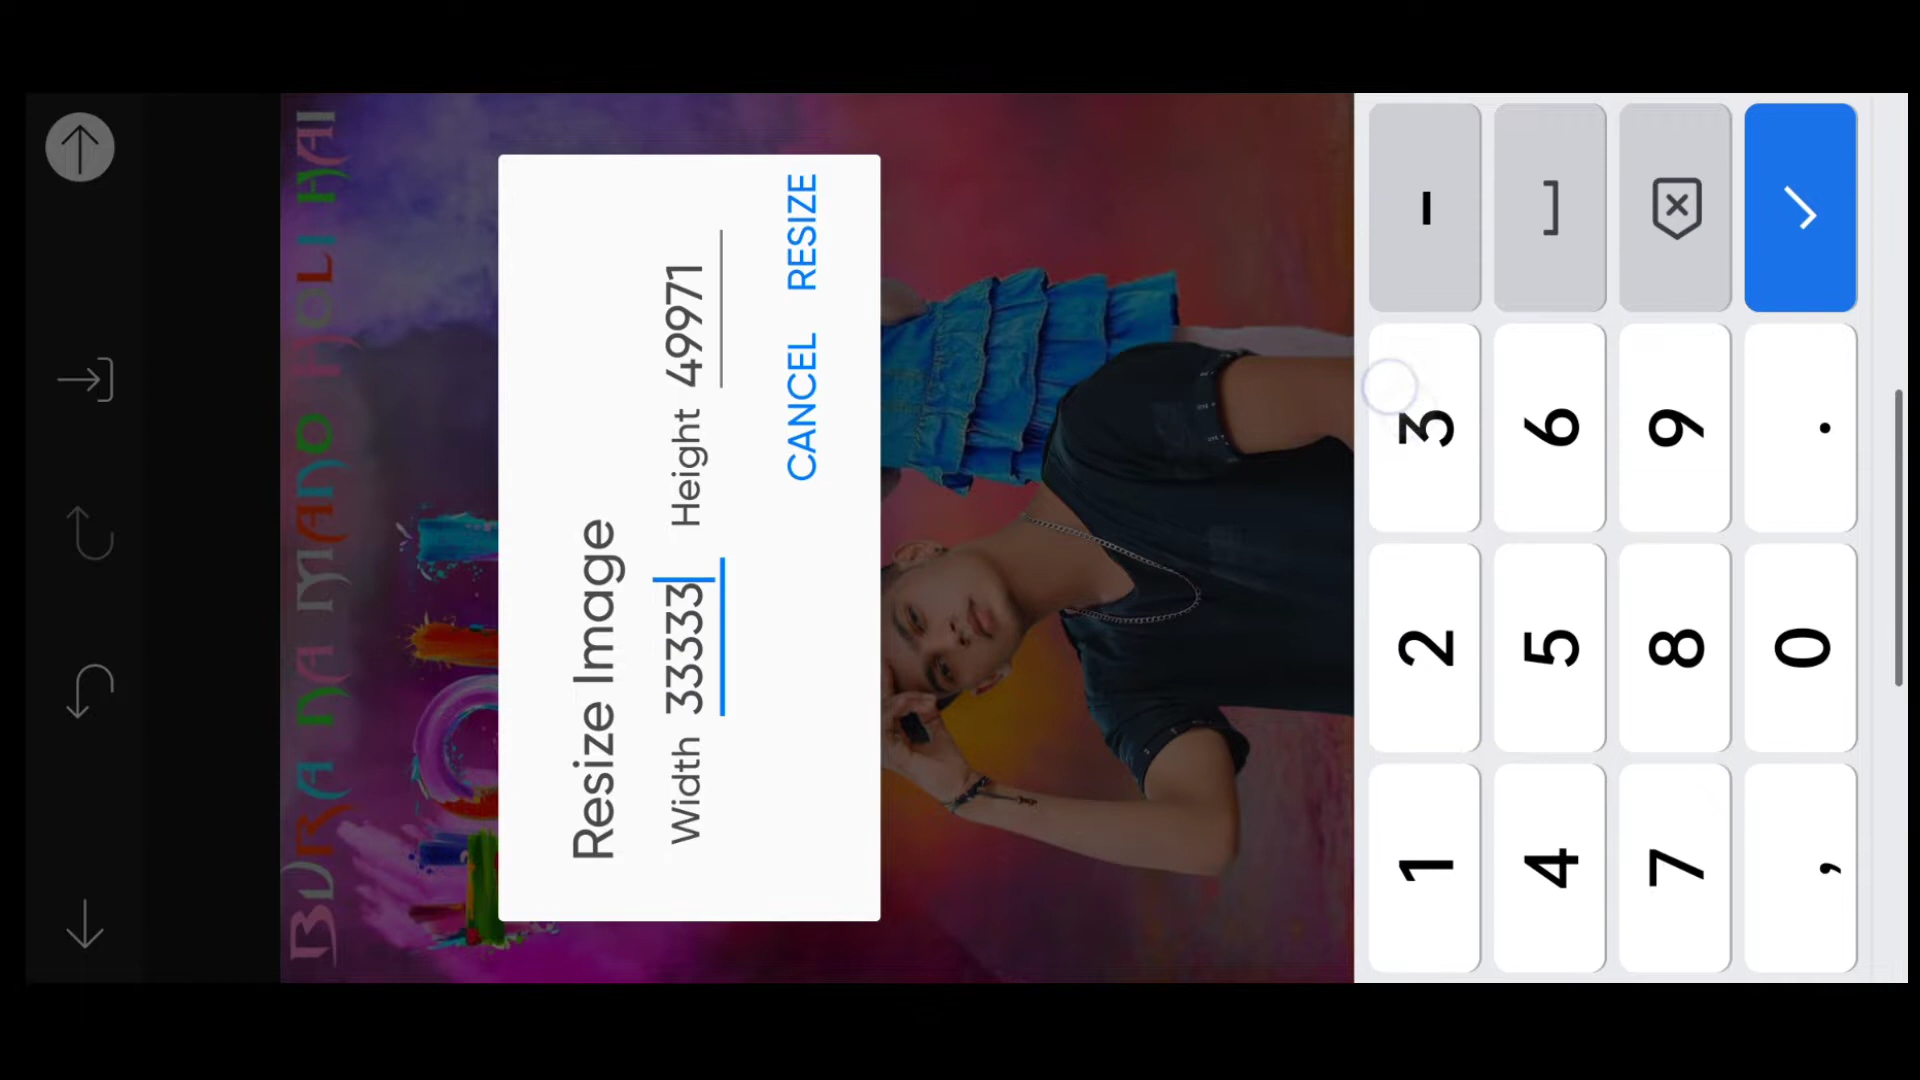 BURA NA MANO HOLI HAI
Resize Image
Width 33333 Height 49971
CANCEL RESIZE
1 2 3 -
4 5 6
7 8 9
, 0 .